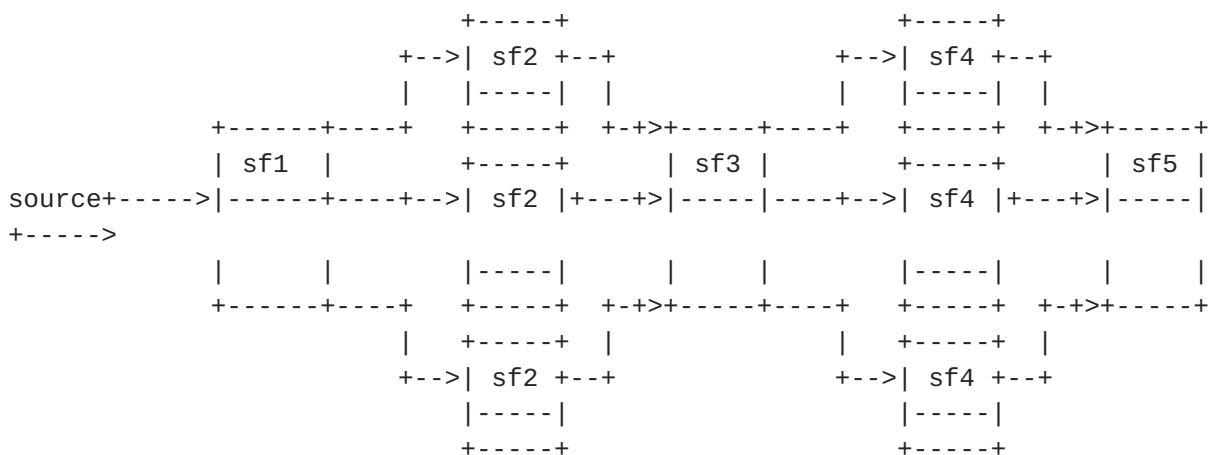 +-----+                    +-----+
                      +-->| sf2 +--+             +-->| sf4 +--+
                      |   |-----|  |             |   |-----|  |
           +------+----+   +-----+  +-+>+-----+----+   +-----+  +-+>+-----+
           | sf1  |        +-----+      | sf3 |        +-----+      | sf5 |
source+----->|------+----+-->| sf2 |+---+>|-----|----+-->| sf4 |+---+>|-----|
+----->
           |      |        |-----|      |     |        |-----|      |     |
           +------+----+   +-----+  +-+>+-----+----+   +-----+  +-+>+-----+
                      |   +-----+  |             |   +-----+  |
                      +-->| sf2 +--+             +-->| sf4 +--+
                          |-----|                    |-----|
                          +-----+                    +-----+